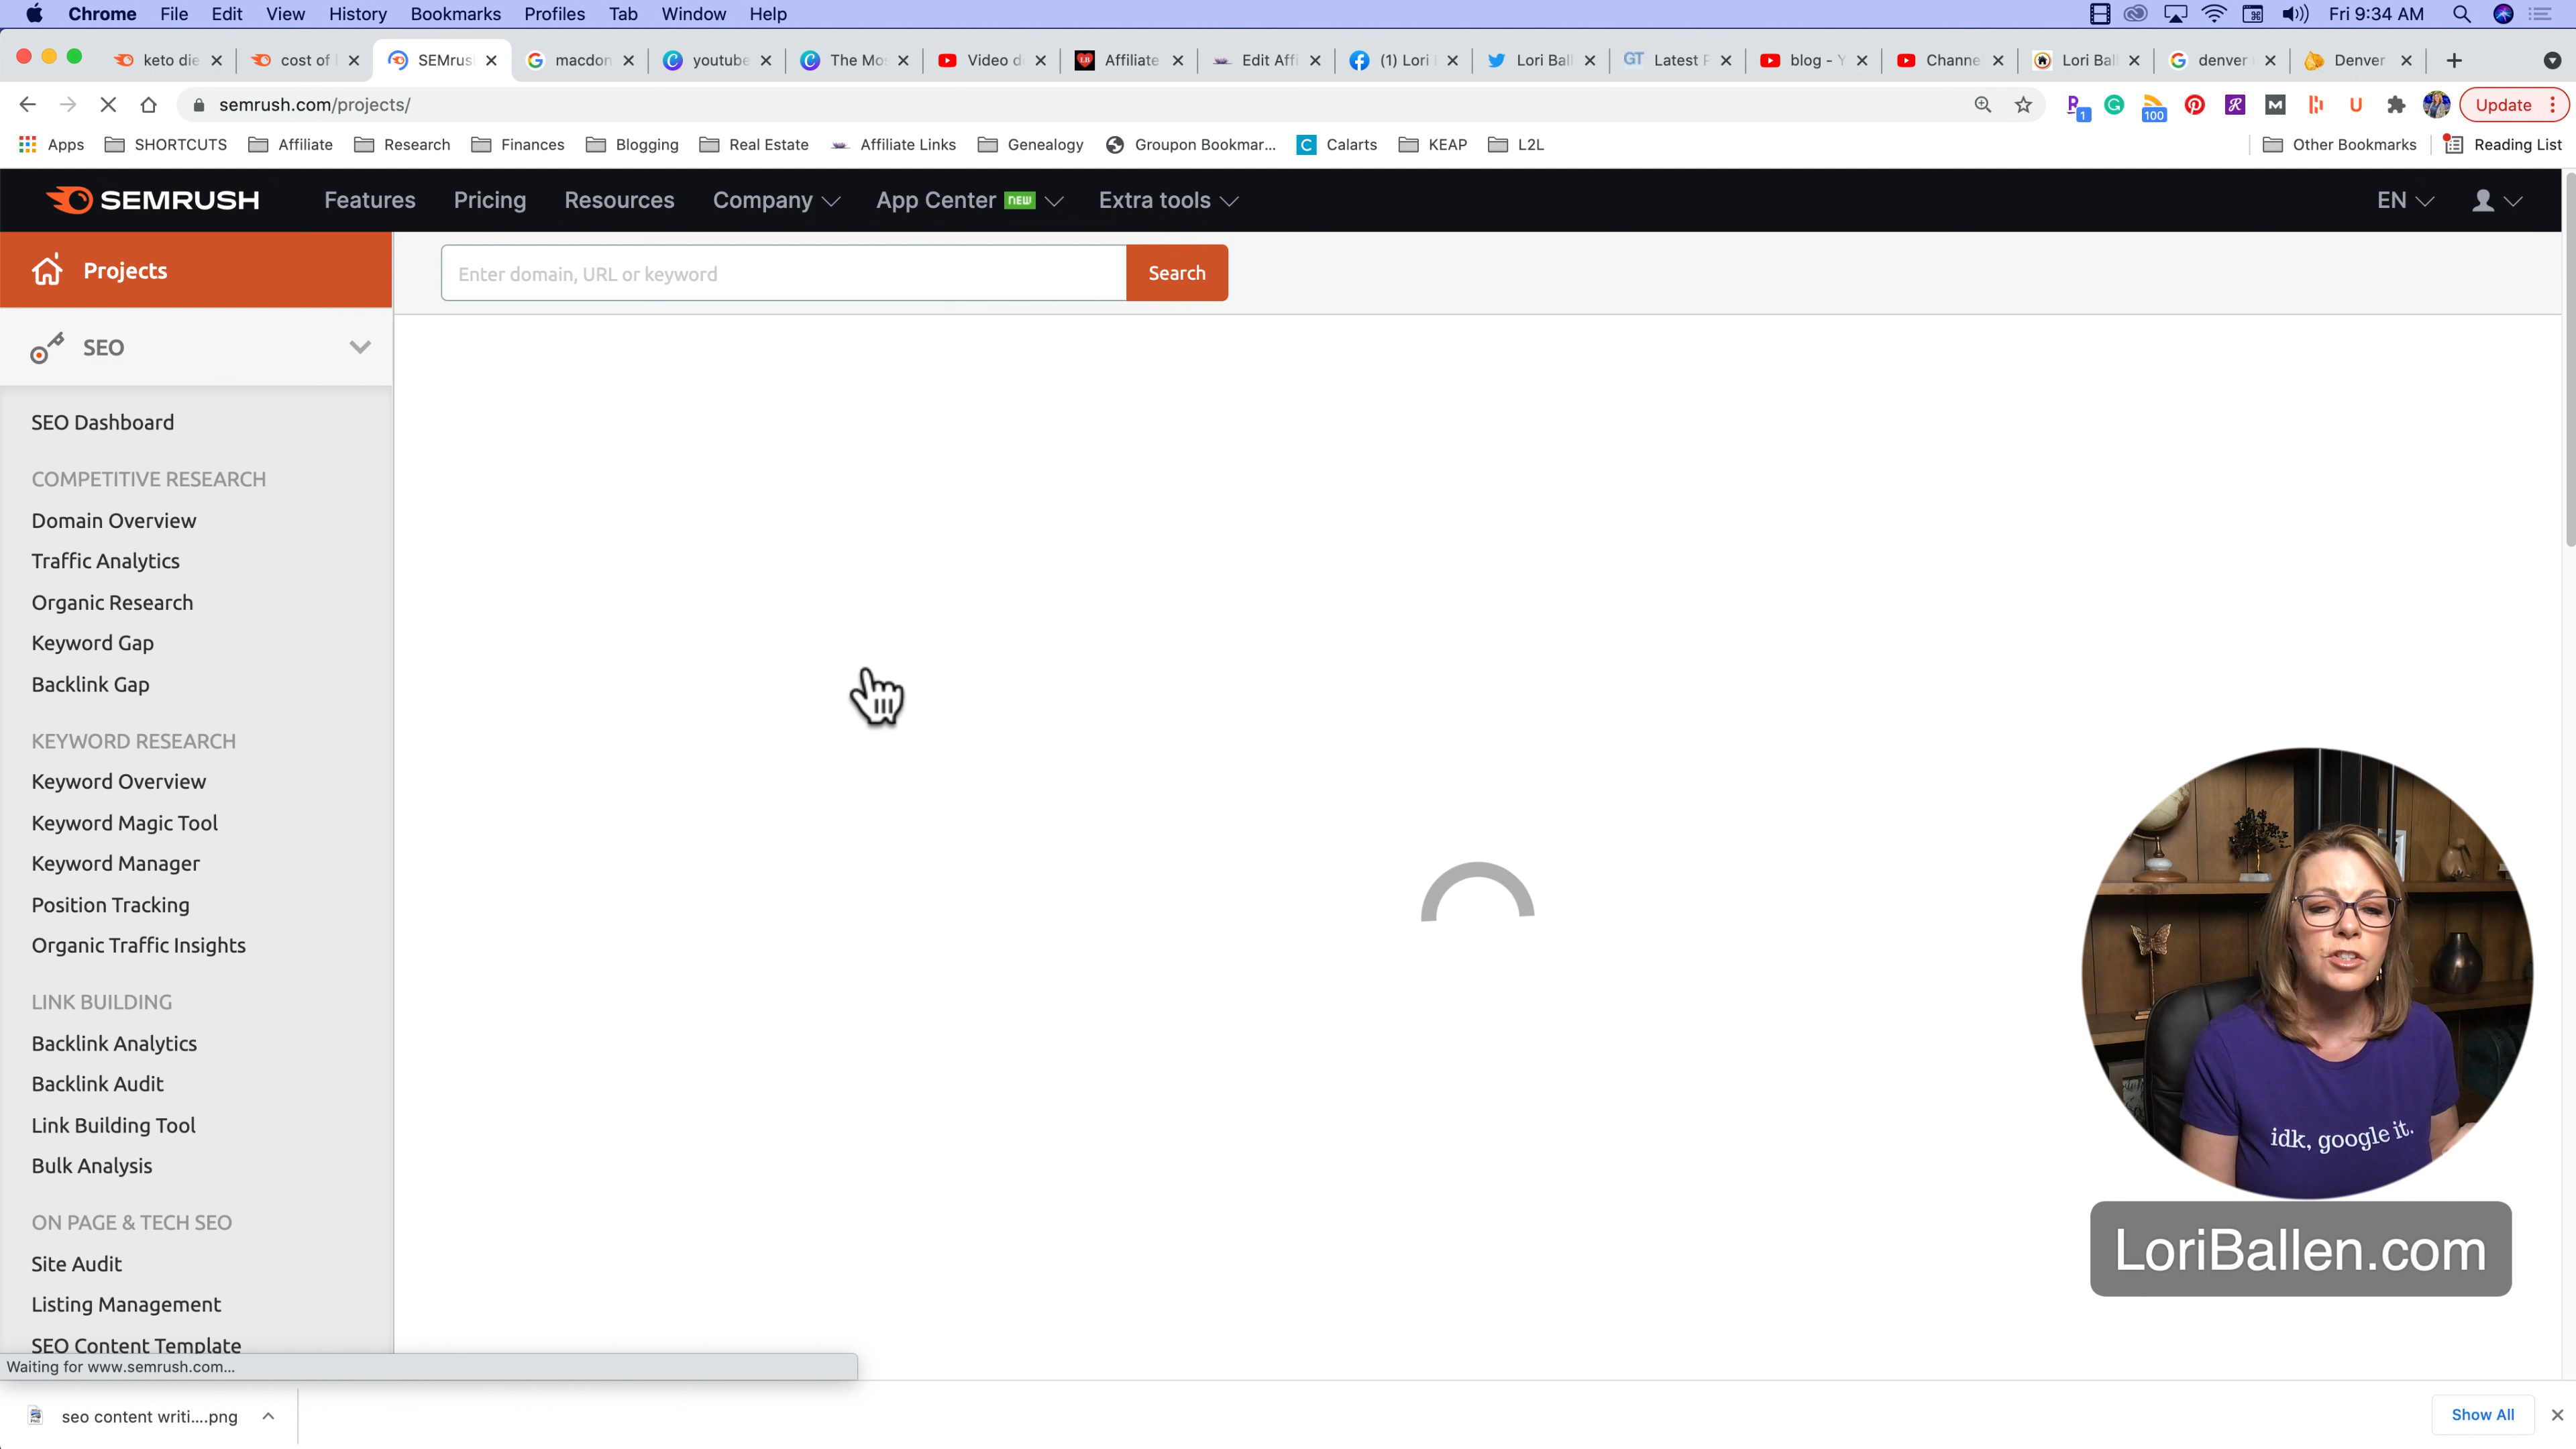 Chrome File Edit View History Bookmarks Profiles Tab Window Help Fri 9:34 AM
keto die cost of SEMrus macdon youtube The Mo Video d Affiliate Edit Affi (1) Lori Lori Ball GT Latest blog - Channe Lori Ball denver Denver
semrush.com/projects/ 1 100 Update
Apps SHORTCUTS Affiliate Research Finances Blogging Real Estate Affiliate Links Genealogy Groupon Bookmar... Calarts KEAP L2L Other Bookmarks Reading List
SEMRUSH Features Pricing Resources Company App Center NEW Extra tools EN
Projects
Enter domain, URL or keyword Search
SEO
SEO Dashboard
COMPETITIVE RESEARCH
Domain Overview
Traffic Analytics
Organic Research
Keyword Gap
Backlink Gap
KEYWORD RESEARCH
Keyword Overview
Keyword Magic Tool
Keyword Manager
Position Tracking
Organic Traffic Insights
LINK BUILDING
Backlink Analytics
Backlink Audit
Link Building Tool
Bulk Analysis
ON PAGE & TECH SEO
Site Audit
Listing Management
SEO Content Template
idk, google it.
LoriBallen.com
Waiting for www.semrush.com...
seo content writi....png Show All